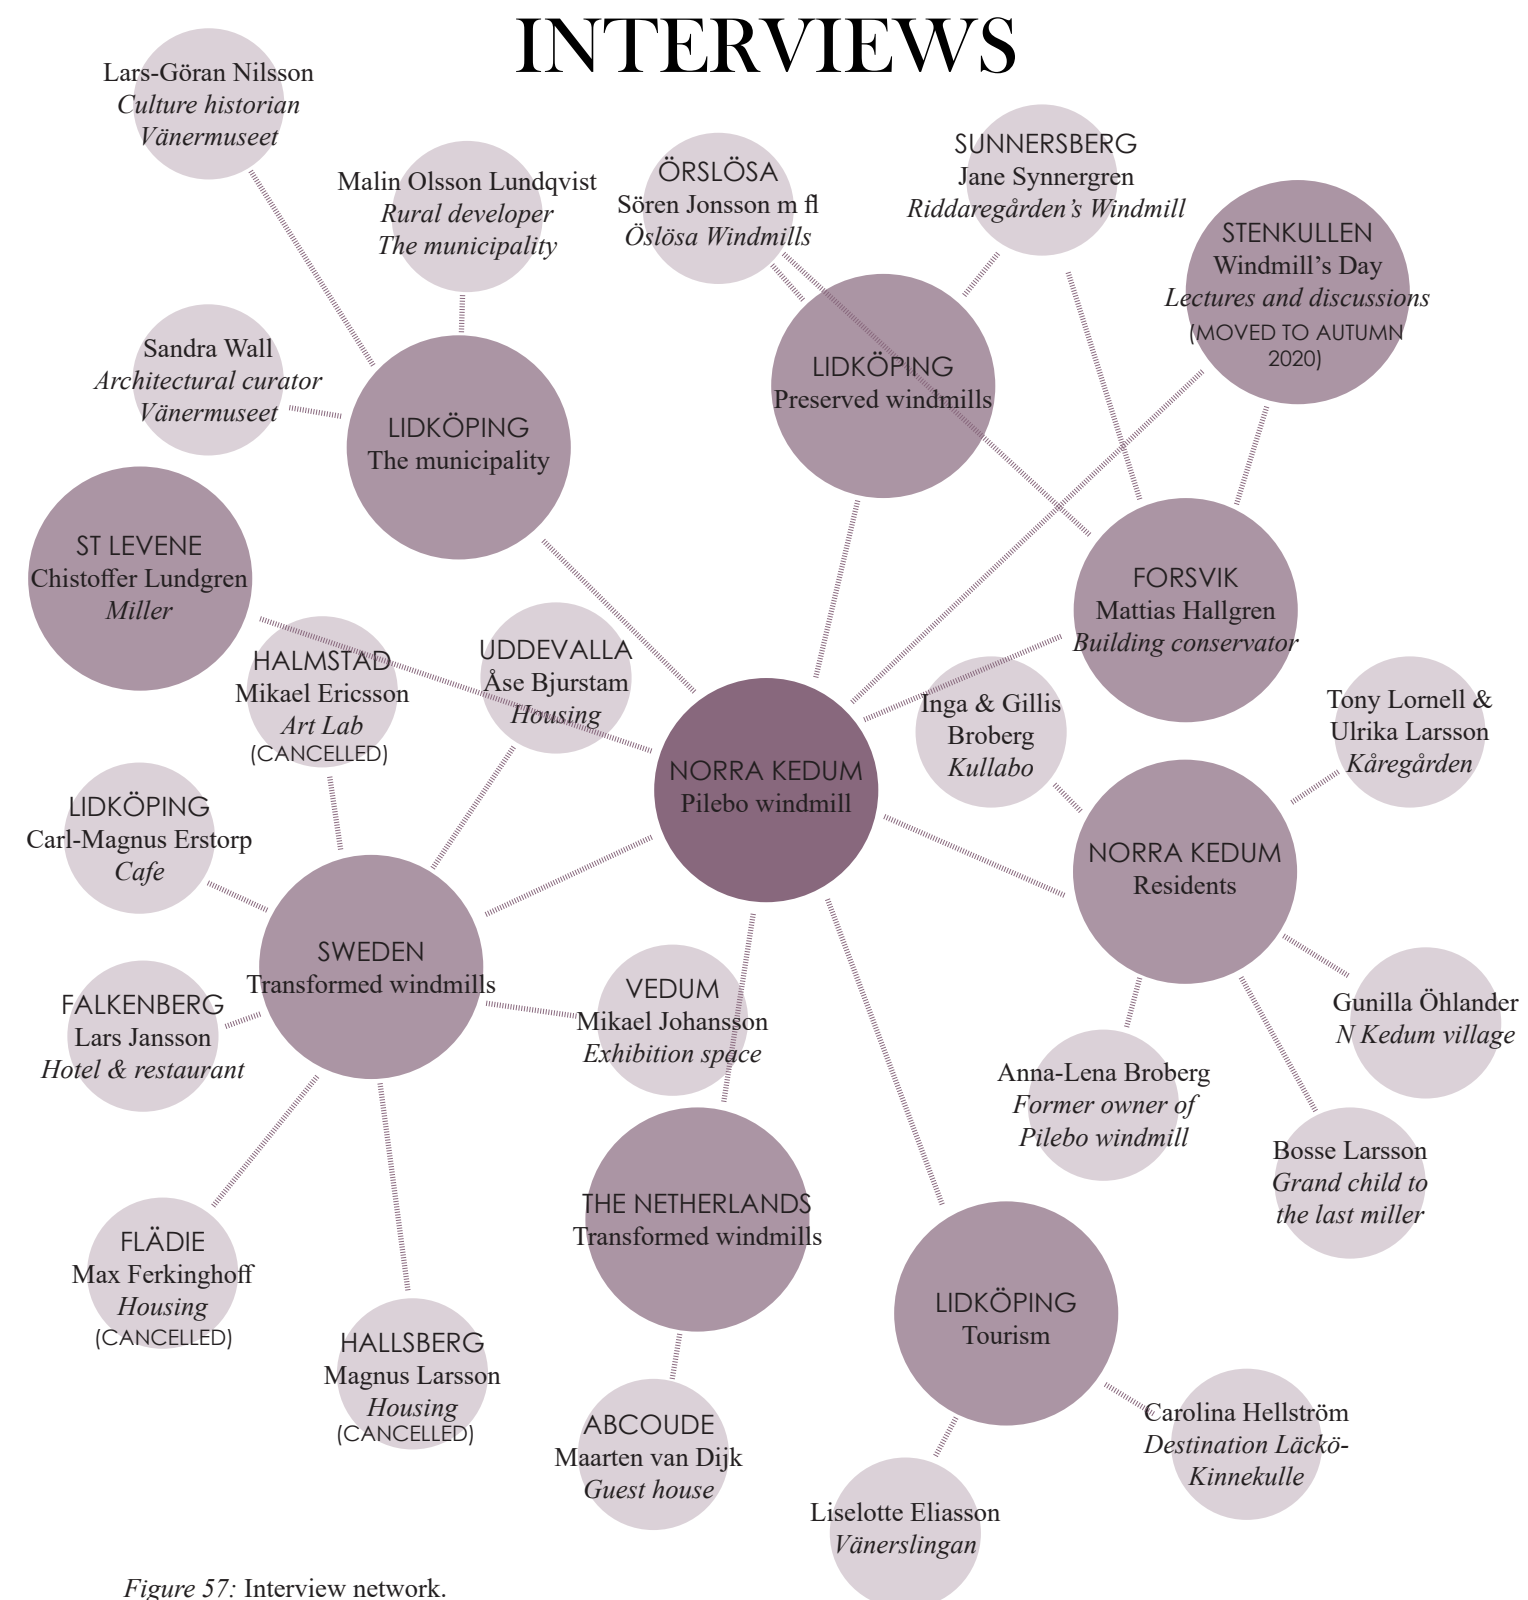 INTERVIEWS
Lars-Göran Nilsson
Culture historian
Vänermuseet
Malin Olsson Lundqvist
Rural developer
The municipality
ÖRSLÖSA
Sören Jonsson m fl
Öslösa Windmills
SUNNERSBERG
Jane Synnergren
Riddaregården’s Windmill
STENKULLEN
Windmill’s Day
Lectures and discussions
(MOVED TO AUTUMN
2020)
Sandra Wall
Architectural curator
Vänermuseet
LIDKÖPING
The municipality
LIDKÖPING
Preserved windmills
ST LEVENE
Chistoffer Lundgren
Miller
FORSVIK
Mattias Hallgren
Building conservator
HALMSTAD
Mikael Ericsson
Art Lab
(CANCELLED)
UDDEVALLA
Åse Bjurstam
Housing
NORRA KEDUM
Pilebo windmill
Inga & Gillis
Broberg
Kullabo
Tony Lornell &
Ulrika Larsson
Kåregården
LIDKÖPING
Carl-Magnus Erstorp
Cafe
NORRA KEDUM
Residents
SWEDEN
Transformed windmills
FALKENBERG
Lars Jansson
Hotel & restaurant
VEDUM
Mikael Johansson
Exhibition space
Gunilla Öhlander
N Kedum village
Anna-Lena Broberg
Former owner of
Pilebo windmill
Bosse Larsson
Grand child to
the last miller
FLÄDIE
Max Ferkinghoff
Housing
(CANCELLED)
THE NETHERLANDS
Transformed windmills
LIDKÖPING
Tourism
HALLSBERG
Magnus Larsson
Housing
(CANCELLED)
ABCOUDE
Maarten van Dijk
Guest house
Carolina Hellström
Destination Läckö-
Kinnekulle
Liselotte Eliasson
Vänerslingan
Figure 57: Interview network.